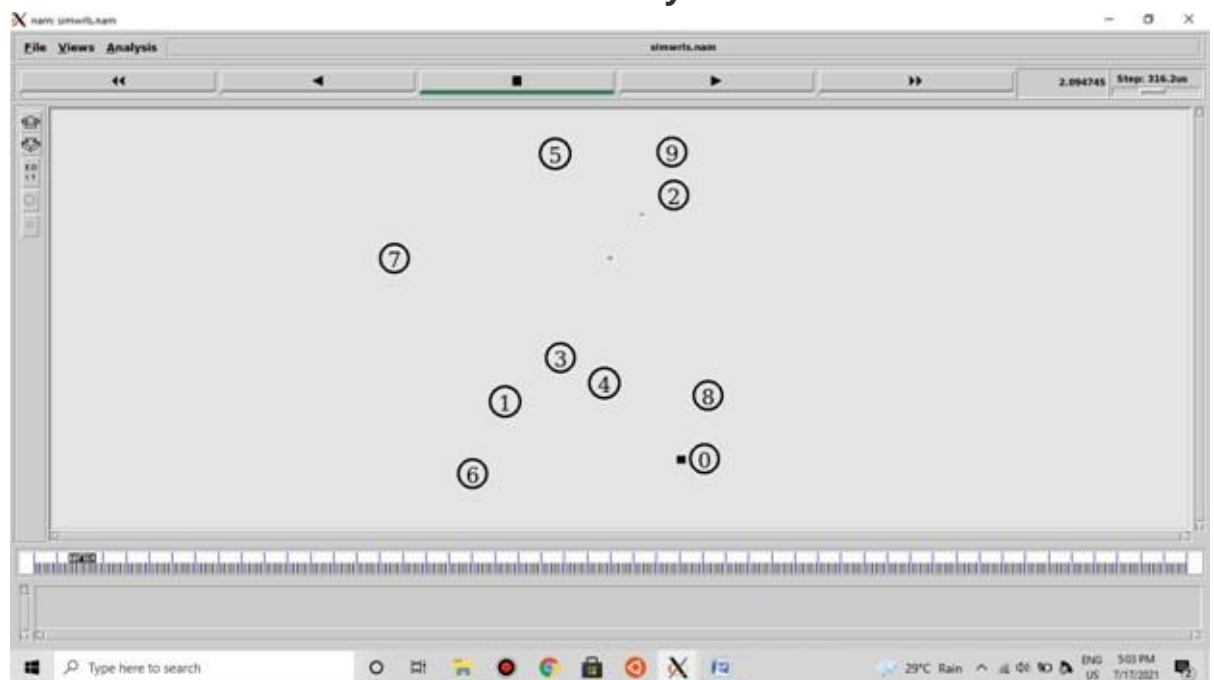 nam: simwrls.nam
File Views Analysis simwrls.nam
2.094745 Step: 316.2us
5 9
2
7
3
4
1 8
0
6
Type here to search
29°C Rain ENG 5:03 PM
US 7/17/2021 2